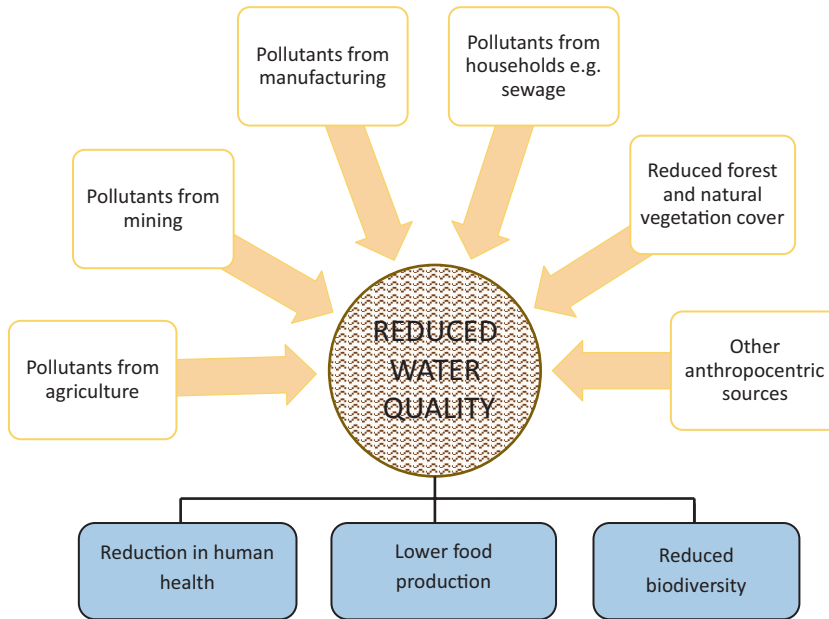 Pollutants from
manufacturing
Pollutants from
households e.g.
sewage
Pollutants from
mining
Reduced forest
and natural
vegetation cover
Pollutants from
agriculture
REDUCED
WATER
QUALITY
Other
anthropocentric
sources
Reduction in human
health
Lower food
production
Reduced
biodiversity